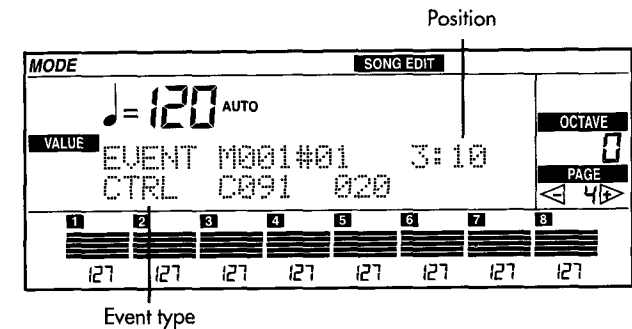 Position
MODE SONG EDIT
♩= 120 AUTO
OCTAVE
0
VALUE
EVENT M001#01 3:10
CTRL C091 020
PAGE
- 4 +
1 2 3 4 5 6 7 8
127 127 127 127 127 127 127 127
Event type